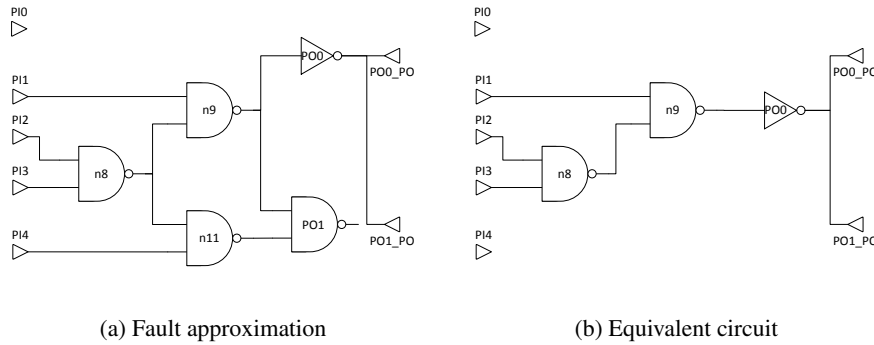 PI0
PI1
PI2
PI3
PI4
n8
n9
n11
PO0
PO1
PO0_PO
PO1_PO
(a) Fault approximation
PI0
PI1
PI2
PI3
PI4
n8
n9
PO0
PO0_PO
PO1_PO
(b) Equivalent circuit